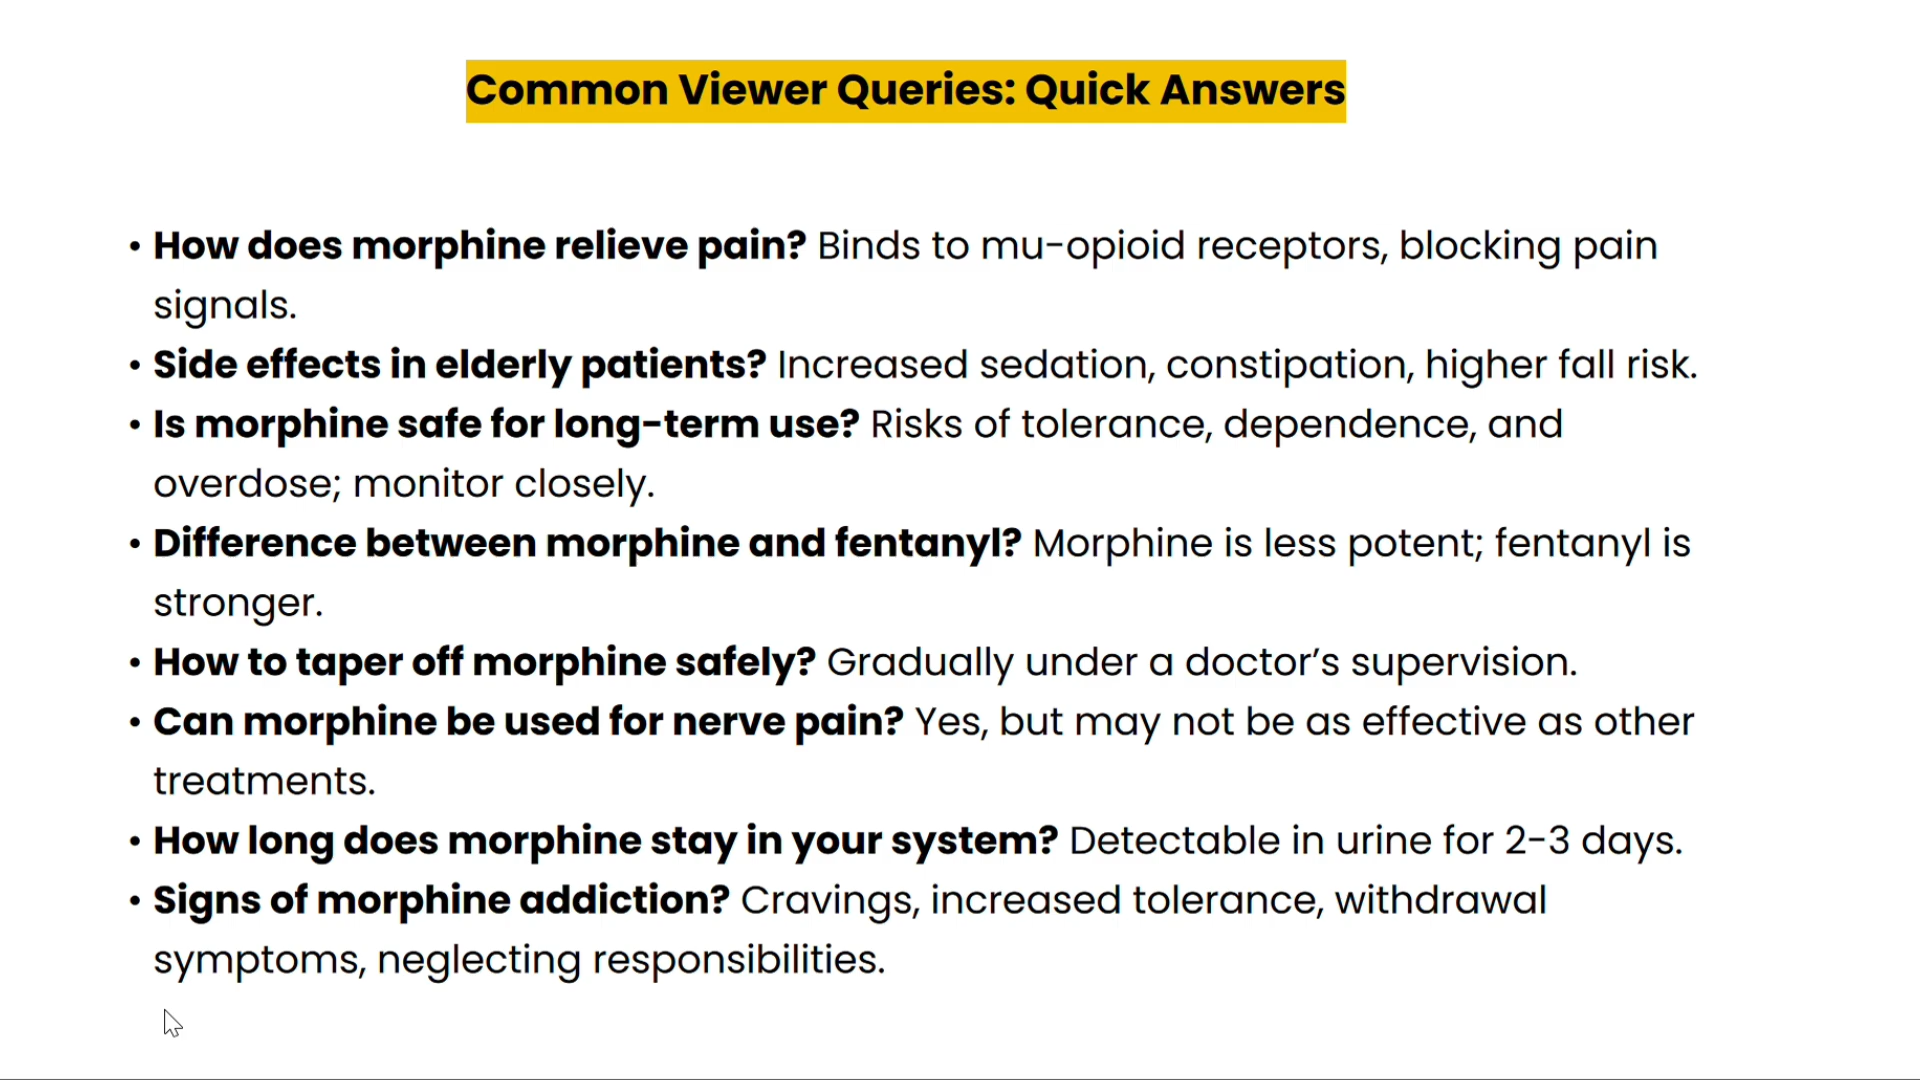 Common Viewer Queries: Quick Answers
• How does morphine relieve pain? Binds to mu-opioid receptors, blocking pain
signals.
• Side effects in elderly patients? Increased sedation, constipation, higher fall risk.
• Is morphine safe for long-term use? Risks of tolerance, dependence, and
overdose; monitor closely.
• Difference between morphine and fentanyl? Morphine is less potent; fentanyl is
stronger.
• How to taper off morphine safely? Gradually under a doctor’s supervision.
• Can morphine be used for nerve pain? Yes, but may not be as effective as other
treatments.
• How long does morphine stay in your system? Detectable in urine for 2-3 days.
• Signs of morphine addiction? Cravings, increased tolerance, withdrawal
symptoms, neglecting responsibilities.